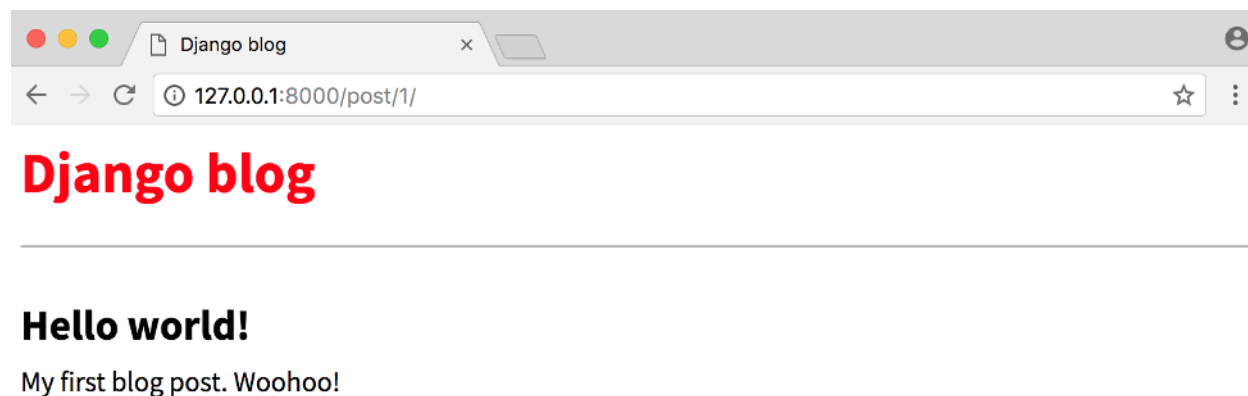 Django blog
127.0.0.1:8000/post/1/
Django blog
Hello world!
My first blog post. Woohoo!